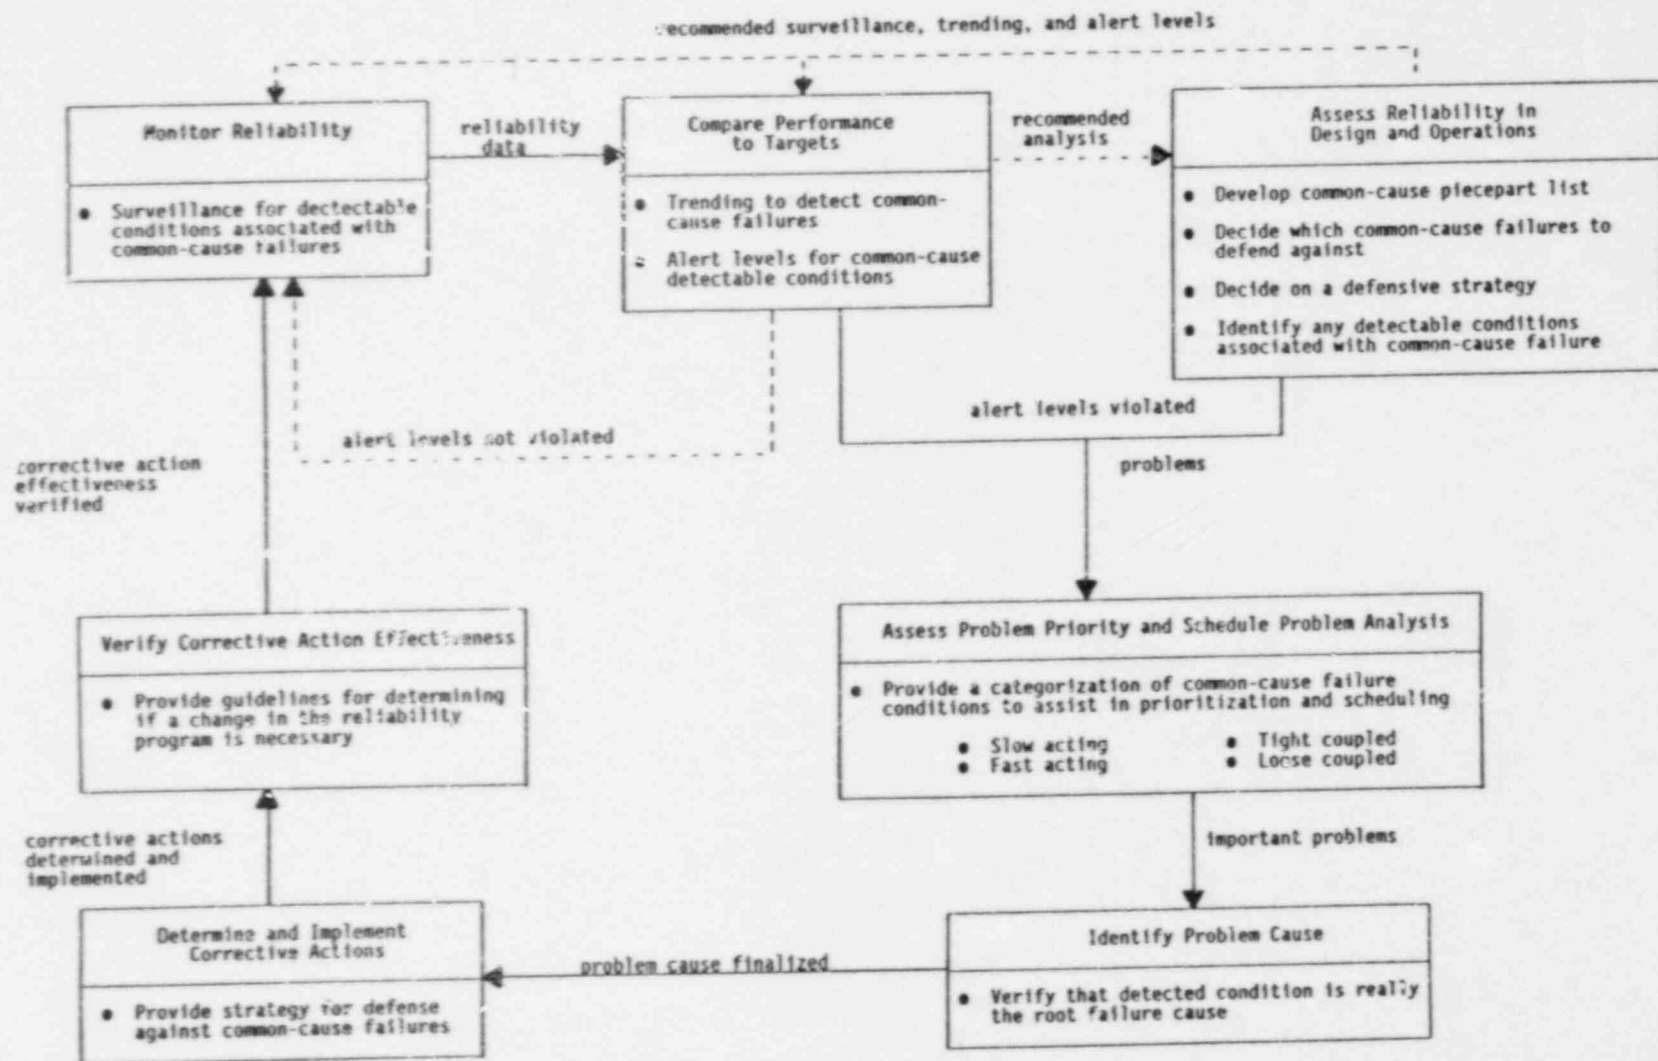 recommended surveillance, trending, and alert levels
Monitor Reliability
● Surveillance for dectectable
conditions associated with
common-cause failures
reliability
data
Compare Performance
to Targets
● Trending to detect common-
cause failures
● Alert levels for common-cause
detectable conditions
recommended
analysis
Assess Reliability in
Design and Operations
● Develop common-cause piecepart list
● Decide which common-cause failures to
defend against
● Decide on a defensive strategy
● Identify any detectable conditions
associated with common-cause failure
alert levels violated
alert levels not violated
problems
corrective action
effectiveness
verified
Assess Problem Priority and Schedule Problem Analysis
● Provide a categorization of common-cause failure
conditions to assist in prioritization and scheduling
● Slow acting
● Fast acting
● Tight coupled
● Loose coupled
Verify Corrective Action Effectiveness
● Provide guidelines for determining
if a change in the reliability
program is necessary
important problems
corrective actions
determined and
implemented
Identify Problem Cause
● Verify that detected condition is really
the root failure cause
problem cause finalized
Determine and Implement
Corrective Actions
● Provide strategy for defense
against common-cause failures